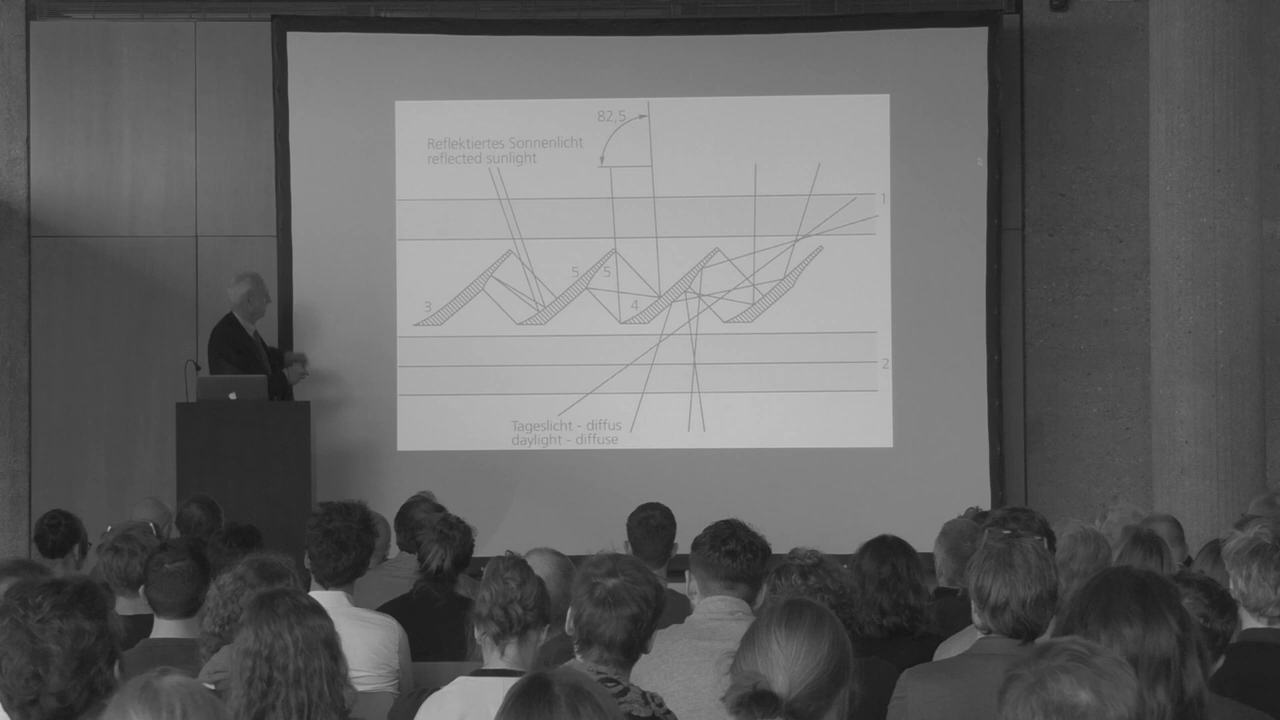 82,5
Reflektiertes Sonnenlicht
reflected sunlight
1
5
5
3
4
2
Tageslicht - diffus
daylight - diffuse